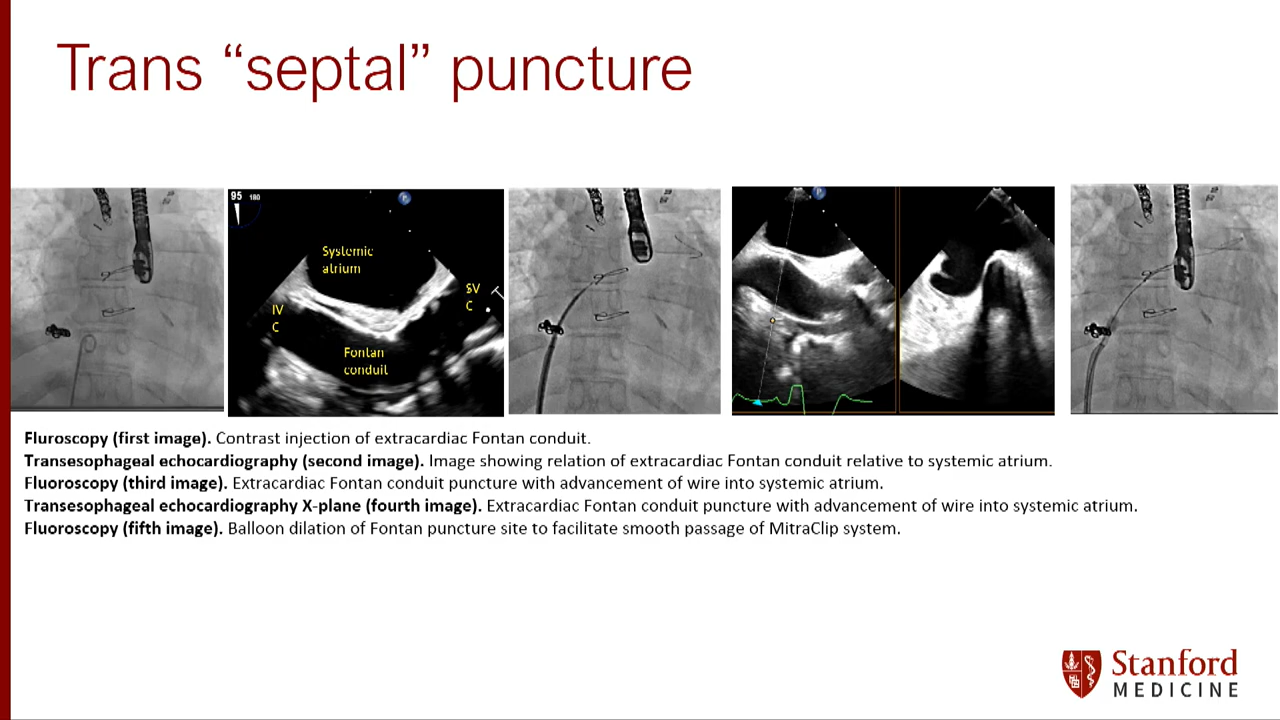 Trans “septal” puncture
95 180
P
Systemic
atrium
IV
C
SV
C
Fontan
conduit
P
Fluroscopy (first image). Contrast injection of extracardiac Fontan conduit.
Transesophageal echocardiography (second image). Image showing relation of extracardiac Fontan conduit relative to systemic atrium.
Fluoroscopy (third image). Extracardiac Fontan conduit puncture with advancement of wire into systemic atrium.
Transesophageal echocardiography X-plane (fourth image). Extracardiac Fontan conduit puncture with advancement of wire into systemic atrium.
Fluoroscopy (fifth image). Balloon dilation of Fontan puncture site to facilitate smooth passage of MitraClip system.
Stanford
MEDICINE